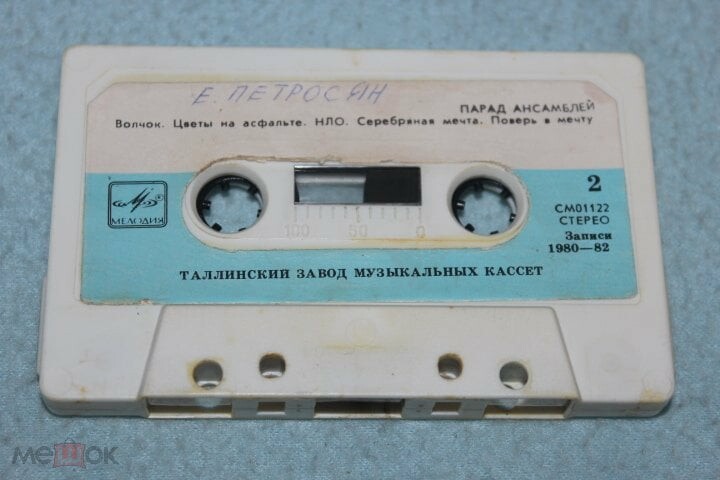 Е. ПЕТРОСЯН
ПАРАД АНСАМБЛЕЙ
Волчок. Цветы на асфальте. НЛО. Серебряная мечта. Поверь в мечту
2
МЕЛОДИЯ
СМ01122
СТЕРЕО
Записи
1980—82
100 50 0
ТАЛЛИНСКИЙ ЗАВОД МУЗЫКАЛЬНЫХ КАССЕТ
мешок